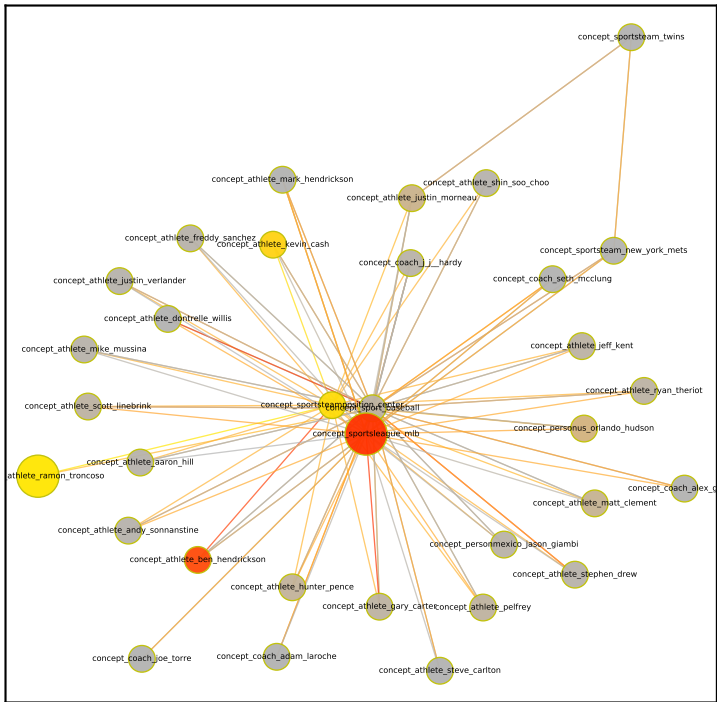 concept_sportsteam_twins
concept_athlete_mark_hendrickson
concept_athlete_shin_soo_choo
concept_athlete_justin_morneau
concept_athlete_freddy_sanchez
concept_athlete_kevin_cash
concept_sportsteam_new_york_mets
concept_coach_j_j__hardy
concept_coach_seth_mcclung
concept_athlete_justin_verlander
concept_athlete_dontrelle_willis
concept_athlete_jeff_kent
concept_athlete_mike_mussina
concept_athlete_ryan_theriot
concept_sportsteamposition_center
concept_athlete_scott_linebrink
concept_sport_baseball
concept_personus_orlando_hudson
concept_sportsleague_mlb
concept_athlete_aaron_hill
athlete_ramon_troncoso
concept_coach_alex_g
concept_athlete_matt_clement
concept_athlete_andy_sonnanstine
concept_personmexico_jason_giambi
concept_athlete_ben_hendrickson
concept_athlete_stephen_drew
concept_athlete_hunter_pence
concept_athlete_gary_carter
concept_athlete_pelfrey
concept_coach_joe_torre
concept_coach_adam_laroche
concept_athlete_steve_carlton